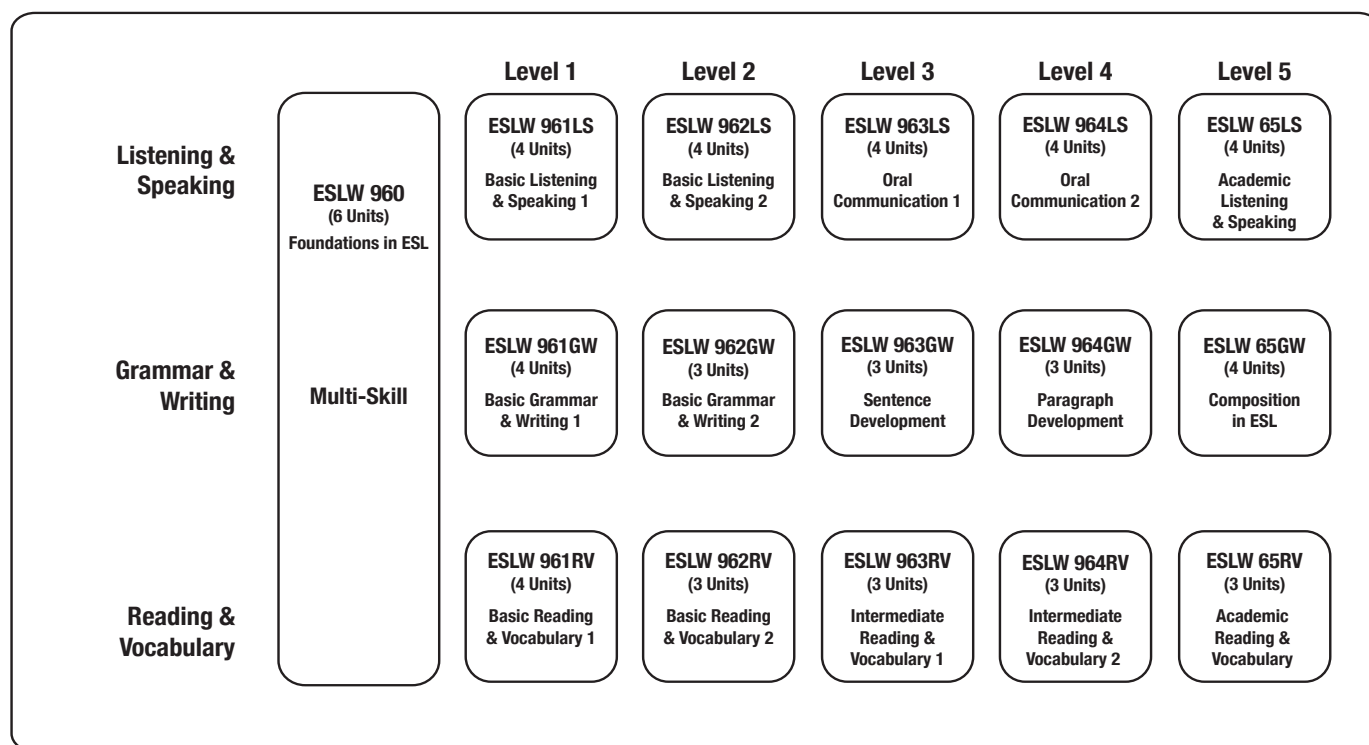 Level 1
Level 2
Level 3
Level 4
Level 5
Listening &
Speaking
ESLW 960
(6 Units)
Foundations in ESL
Multi-Skill
ESLW 961LS
(4 Units)
Basic Listening
& Speaking 1
ESLW 962LS
(4 Units)
Basic Listening
& Speaking 2
ESLW 963LS
(4 Units)
Oral
Communication 1
ESLW 964LS
(4 Units)
Oral
Communication 2
ESLW 65LS
(4 Units)
Academic
Listening
& Speaking
Grammar &
Writing
ESLW 961GW
(4 Units)
Basic Grammar
& Writing 1
ESLW 962GW
(3 Units)
Basic Grammar
& Writing 2
ESLW 963GW
(3 Units)
Sentence
Development
ESLW 964GW
(3 Units)
Paragraph
Development
ESLW 65GW
(4 Units)
Composition
in ESL
Reading &
Vocabulary
ESLW 961RV
(4 Units)
Basic Reading
& Vocabulary 1
ESLW 962RV
(3 Units)
Basic Reading
& Vocabulary 2
ESLW 963RV
(3 Units)
Intermediate
Reading &
Vocabulary 1
ESLW 964RV
(3 Units)
Intermediate
Reading &
Vocabulary 2
ESLW 65RV
(3 Units)
Academic
Reading &
Vocabulary